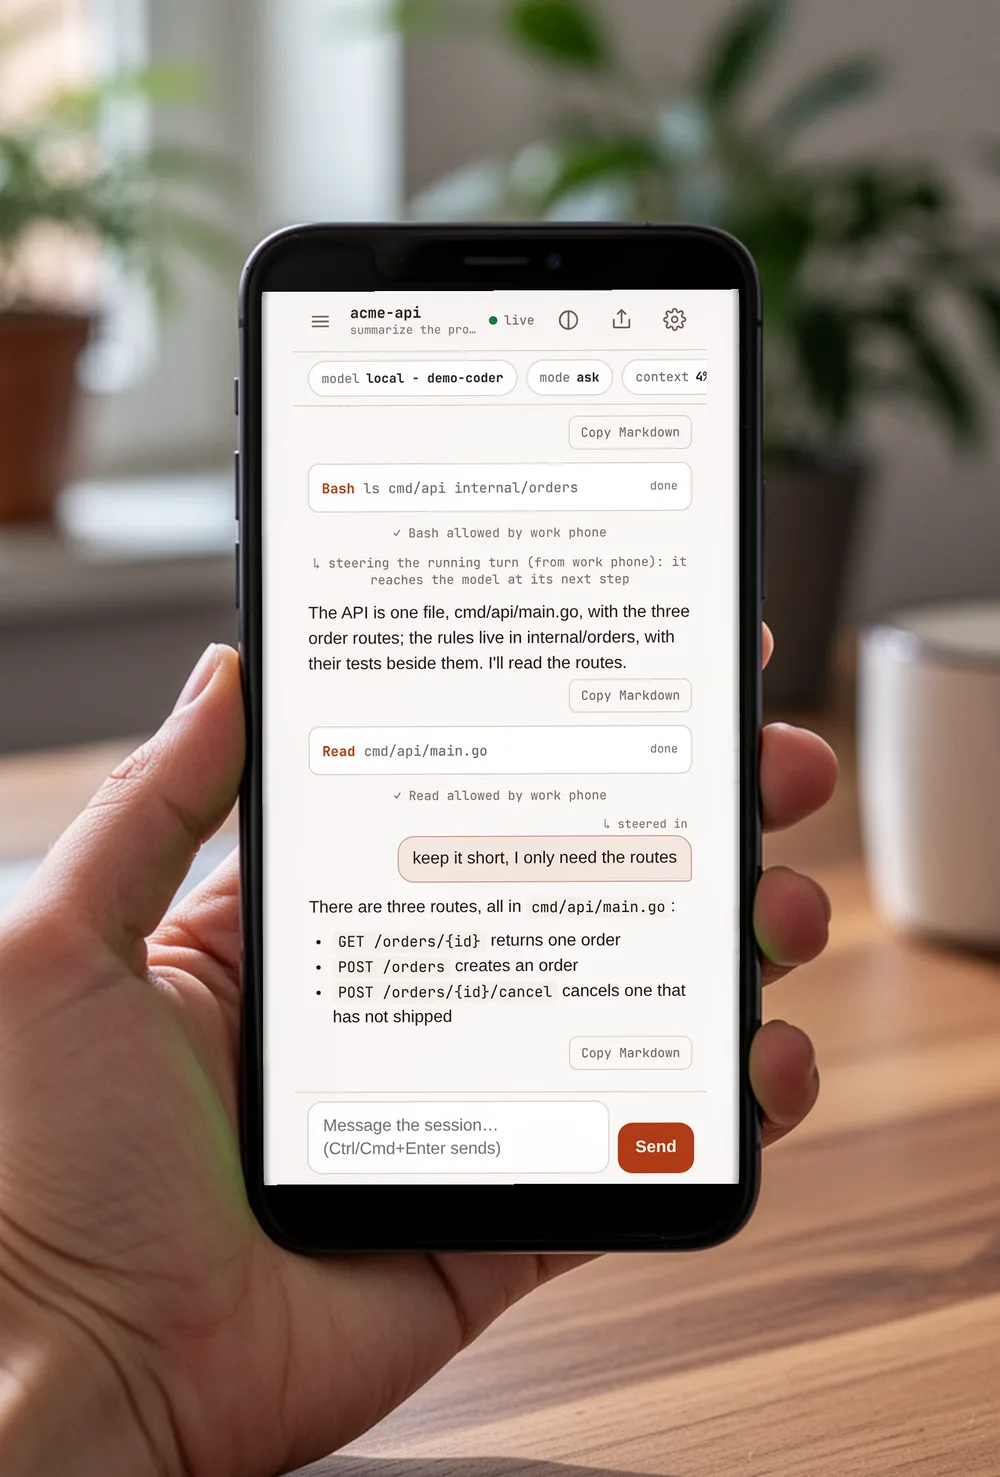 acme-api
summarize the pro…
live
model local - demo-coder
mode ask
context 4%
Copy Markdown
Bash ls cmd/api internal/orders
done
✓ Bash allowed by work phone
↳ steering the running turn (from work phone): it
reaches the model at its next step
The API is one file, cmd/api/main.go, with the three
order routes; the rules live in internal/orders, with
their tests beside them. I'll read the routes.
Copy Markdown
Read cmd/api/main.go
done
✓ Read allowed by work phone
↳ steered in
keep it short, I only need the routes
There are three routes, all in cmd/api/main.go:
• GET /orders/{id} returns one order
• POST /orders creates an order
• POST /orders/{id}/cancel cancels one that
has not shipped
Copy Markdown
Message the session…
(Ctrl/Cmd+Enter sends)
Send